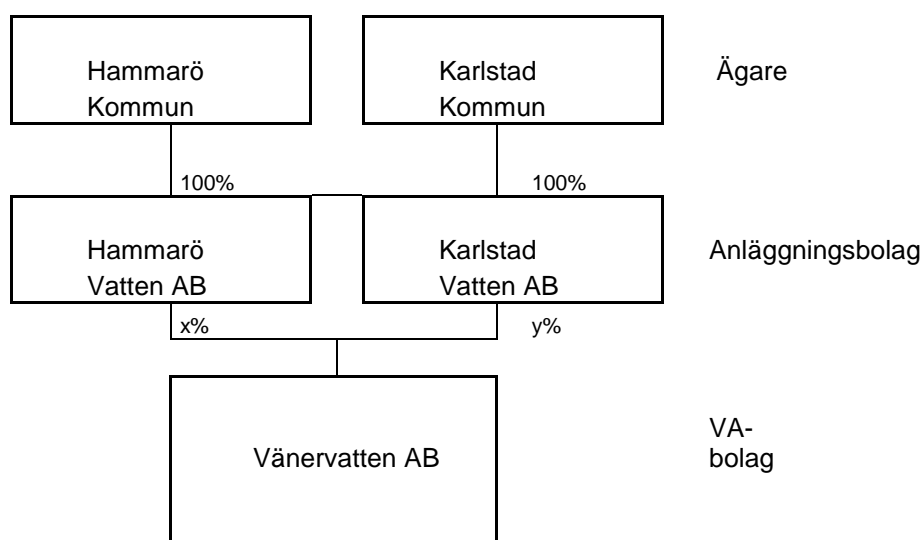 Hammarö
Kommun
Karlstad
Kommun
Ägare
100%
100%
Hammarö
Vatten AB
Karlstad
Vatten AB
Anläggningsbolag
x%
y%
Vänervatten AB
VA-
bolag